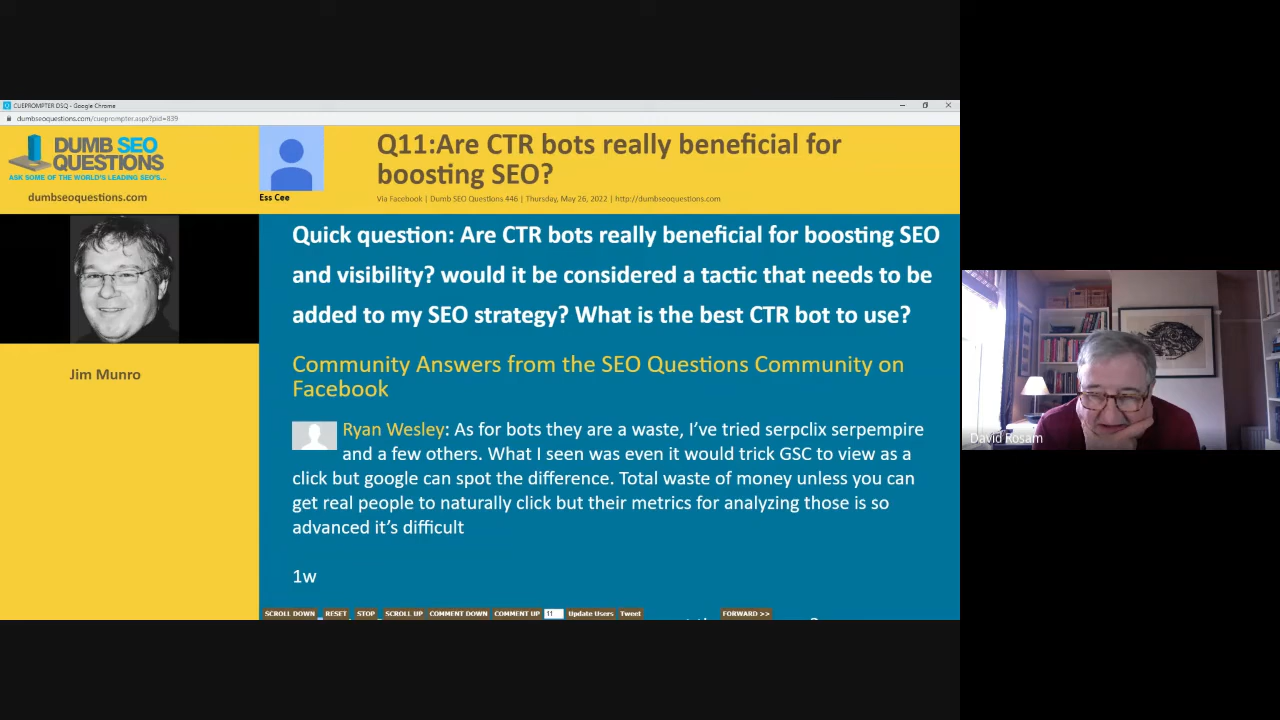 CUEPROMPTER DSQ - Google Chrome
dumbseoquestions.com/cueprompter.aspx?pid=839
DUMB SEO
QUESTIONS
ASK SOME OF THE WORLD'S LEADING SEO'S...
dumbseoquestions.com
Ess Cee
Q11:Are CTR bots really beneficial for
boosting SEO?
Via Facebook | Dumb SEO Questions 446 | Thursday, May 26, 2022 | http://dumbseoquestions.com
Jim Munro
Quick question: Are CTR bots really beneficial for boosting SEO
and visibility? would it be considered a tactic that needs to be
added to my SEO strategy? What is the best CTR bot to use?
Community Answers from the SEO Questions Community on
Facebook
Ryan Wesley: As for bots they are a waste, I've tried serpclix serpempire
and a few others. What I seen was even it would trick GSC to view as a
click but google can spot the difference. Total waste of money unless you can
get real people to naturally click but their metrics for analyzing those is so
advanced it's difficult
1w
SCROLL DOWN RESET STOP SCROLL UP COMMENT DOWN COMMENT UP 11 Update Users Tweet FORWARD >>
David Rosam